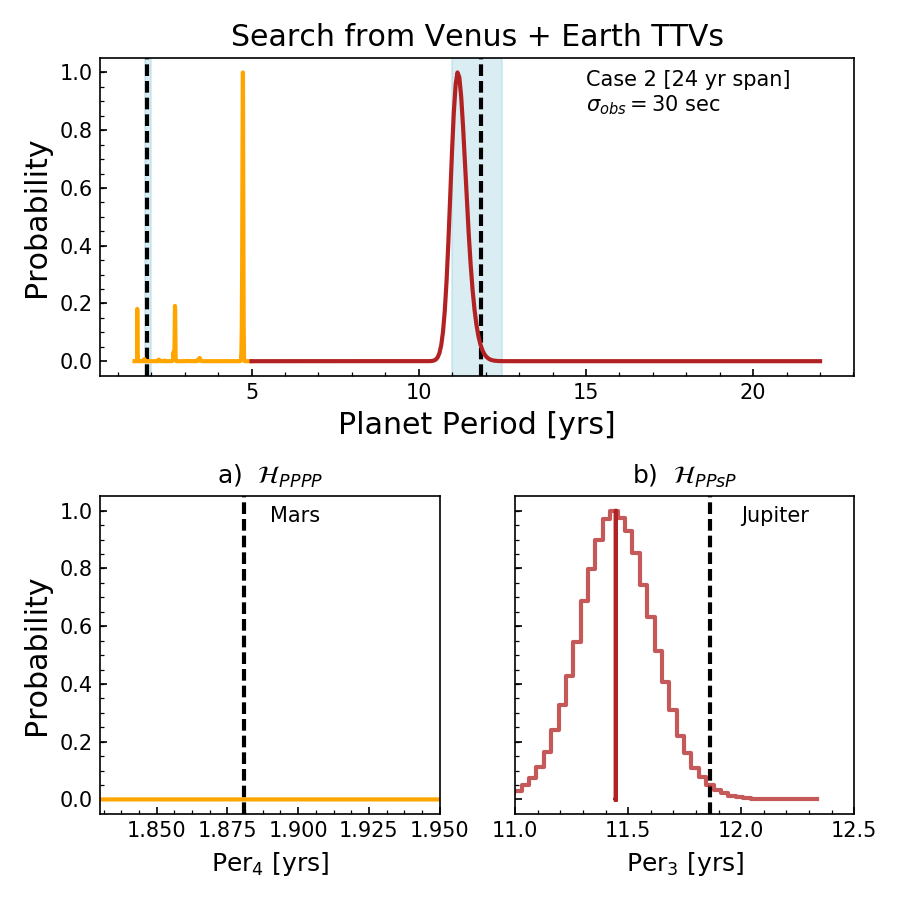 Search from Venus + Earth TTVs
Case 2 [24 yr span]
σ_obs = 30 sec
Probability
1.0
0.8
0.6
0.4
0.2
0.0
5 10 15 20
Planet Period [yrs]
a) ℋ_PPPP
Mars
Probability
1.0
0.8
0.6
0.4
0.2
0.0
1.850 1.875 1.900 1.925 1.950
Per_4 [yrs]
b) ℋ_PPsP
Jupiter
11.0 11.5 12.0 12.5
Per_3 [yrs]